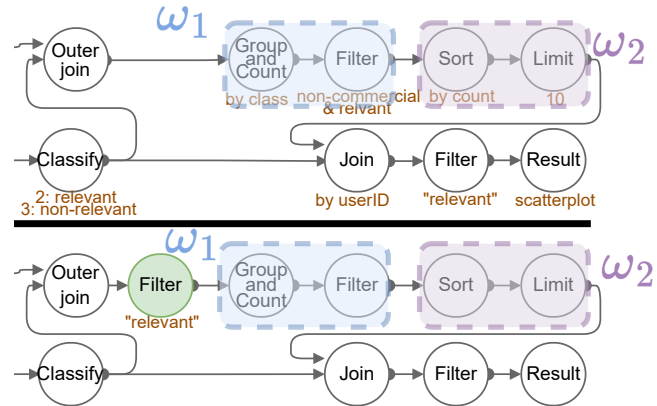 ω1
ω2
Outer join
Group and Count
Filter
Sort
Limit
by class
non-commercial & relvant
by count
10
Classify
Join
Filter
Result
2: relevant
3: non-relevant
by userID
"relevant"
scatterplot
ω1
ω2
Outer join
Filter
Group and Count
Filter
Sort
Limit
"relevant"
Classify
Join
Filter
Result